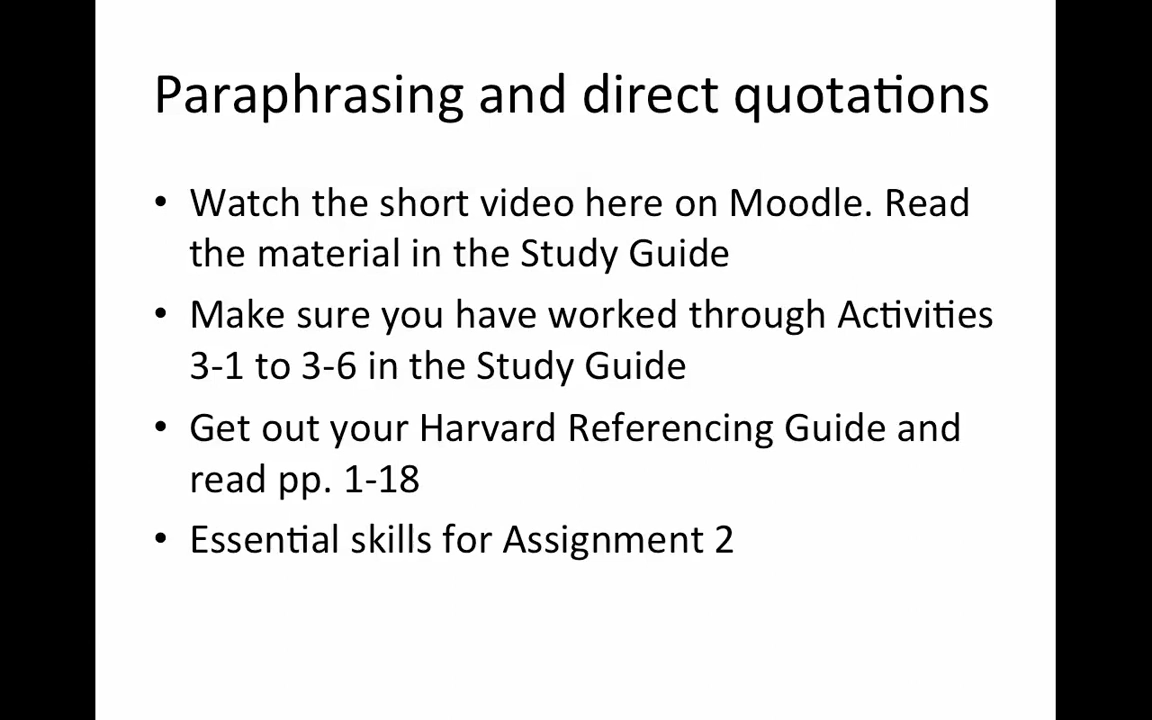 Paraphrasing and direct quotations
• Watch the short video here on Moodle. Read
the material in the Study Guide
• Make sure you have worked through Activities
3-1 to 3-6 in the Study Guide
• Get out your Harvard Referencing Guide and
read pp. 1-18
• Essential skills for Assignment 2